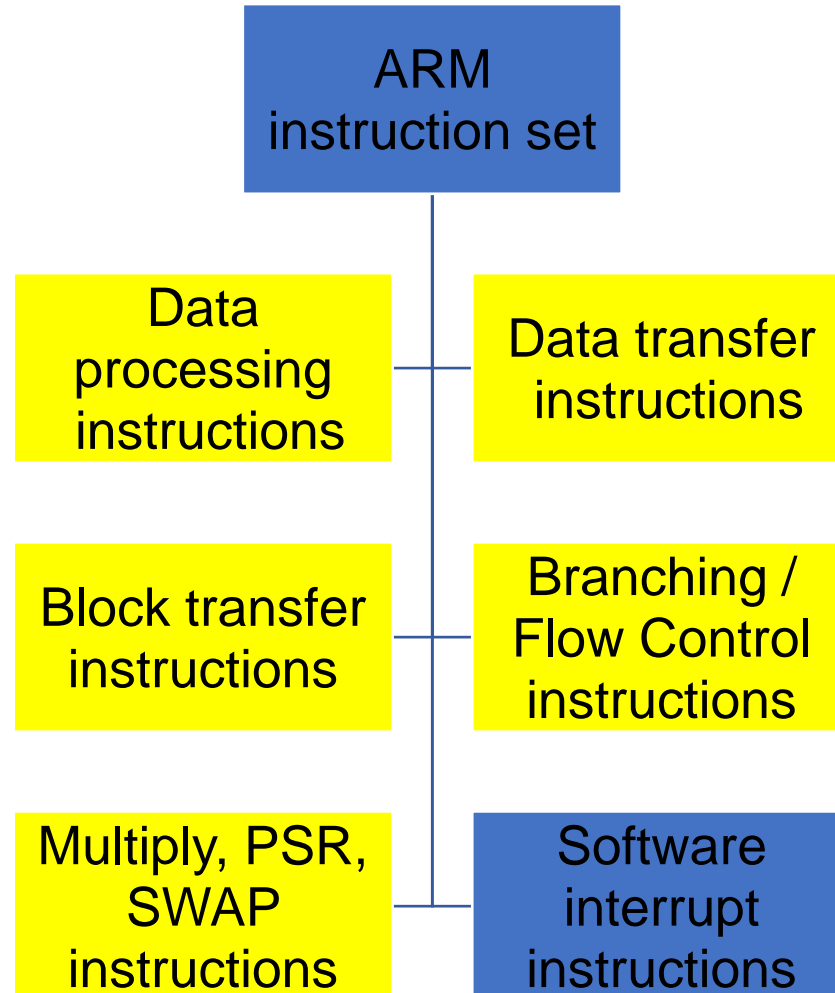 ARM
instruction set
Data
processing
instructions
Data transfer
instructions
Block transfer
instructions
Branching /
Flow Control
instructions
Multiply, PSR,
SWAP
instructions
Software
interrupt
instructions